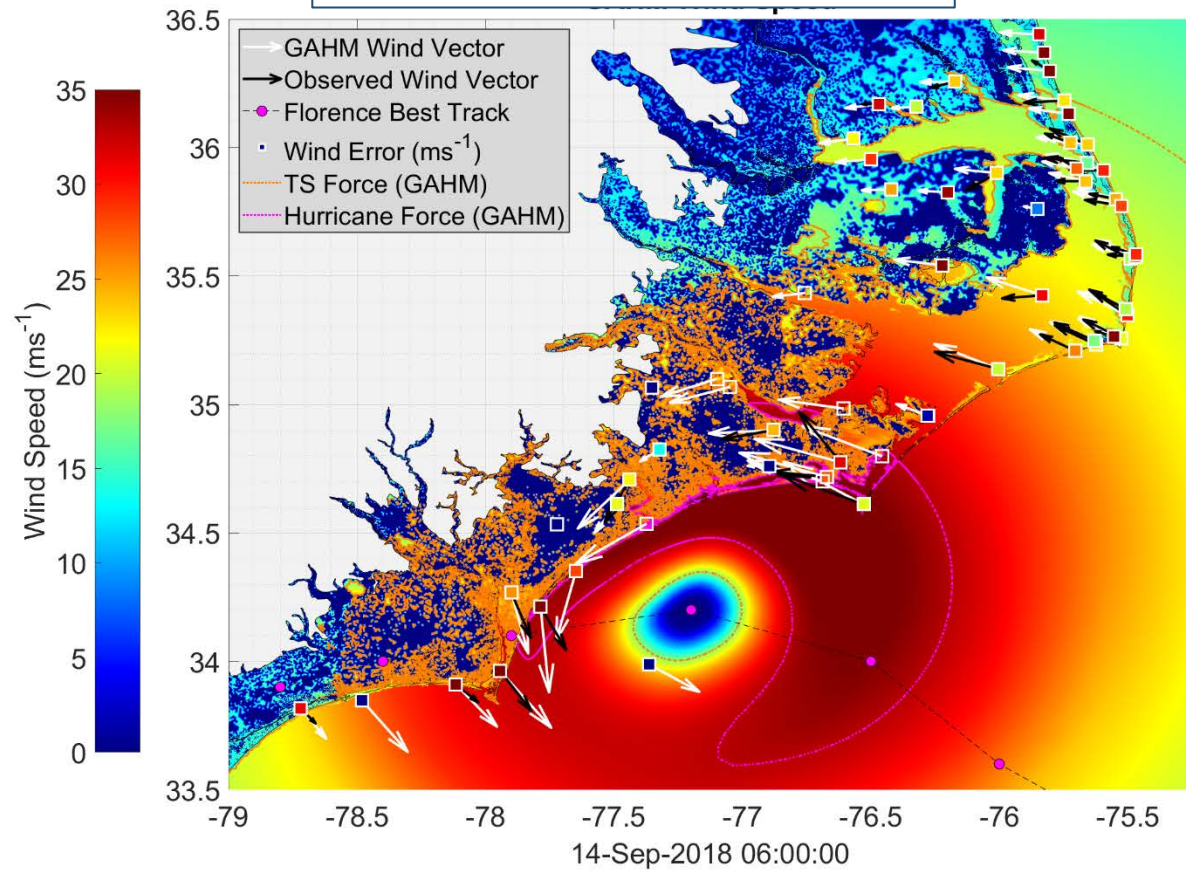 GAHM Wind Vector
Observed Wind Vector
Florence Best Track
Wind Error (ms⁻¹)
TS Force (GAHM)
Hurricane Force (GAHM)
Wind Speed (ms⁻¹)
35
30
25
20
15
10
5
0
36.5
36
35.5
35
34.5
34
33.5
-79
-78.5
-78
-77.5
-77
-76.5
-76
-75.5
14-Sep-2018 06:00:00